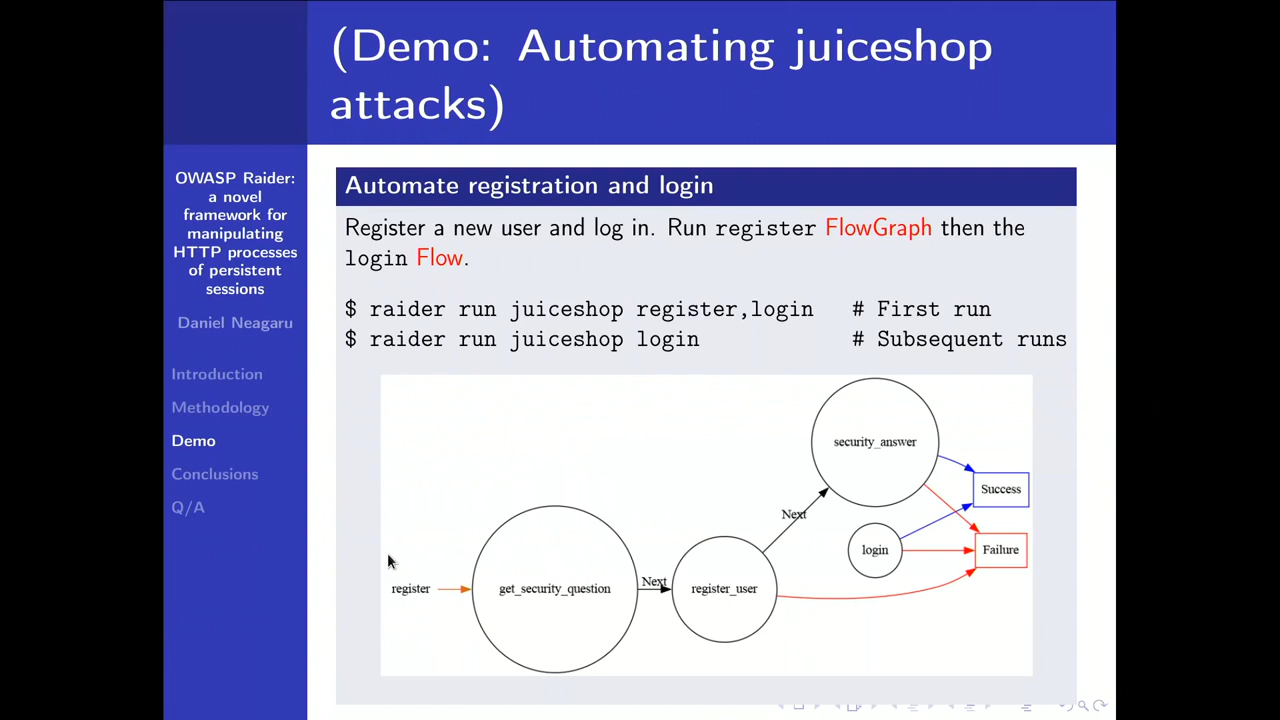 (Demo: Automating juiceshop
attacks)
OWASP Raider:
a novel
framework for
manipulating
HTTP processes
of persistent
sessions
Daniel Neagaru
Introduction
Methodology
Demo
Conclusions
Q/A
Automate registration and login
Register a new user and log in. Run register FlowGraph then the
login Flow.
$ raider run juiceshop register,login # First run
$ raider run juiceshop login # Subsequent runs
security_answer
Success
Next
login
Failure
register
get_security_question
Next
register_user